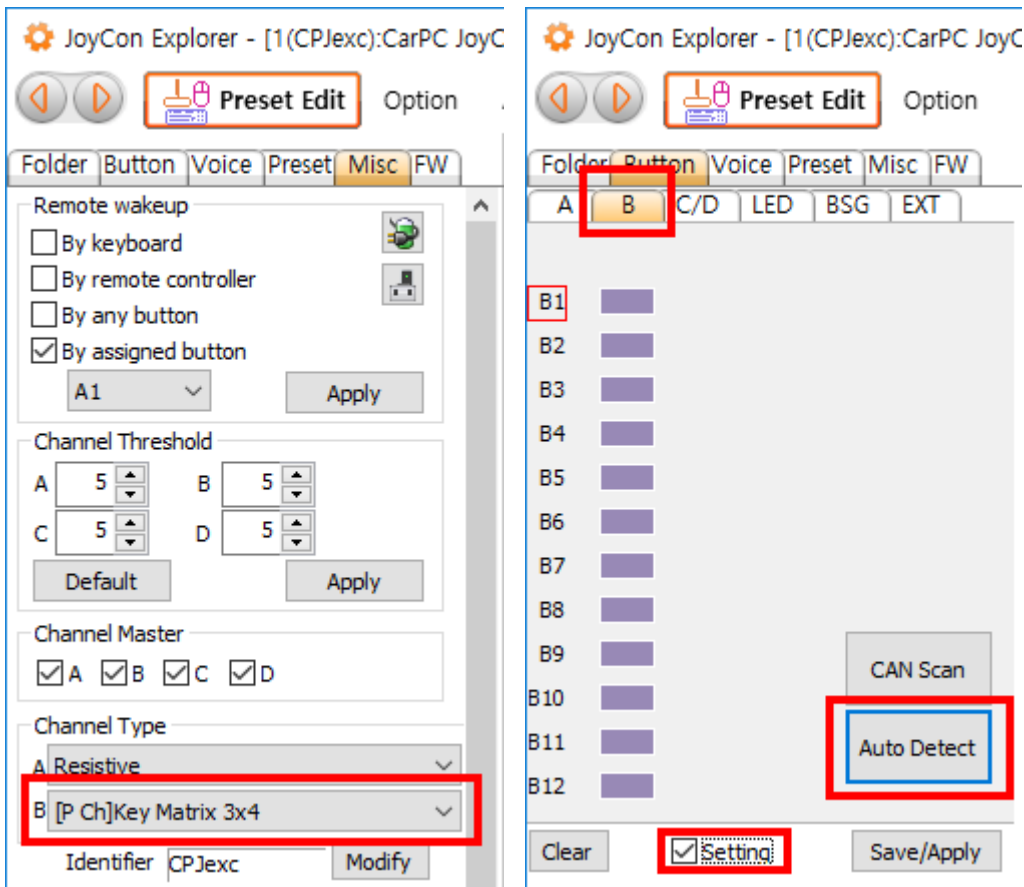 JoyCon Explorer - [1(CPJexc):CarPC JoyC
Preset Edit Option
Folder Button Voice Preset Misc FW
Remote wakeup
By keyboard
By remote controller
By any button
By assigned button
A1 Apply
Channel Threshold
A 5 B 5
C 5 D 5
Default Apply
Channel Master
A B C D
Channel Type
A Resistive
B [P Ch]Key Matrix 3x4
Identifier CPJexc Modify
JoyCon Explorer - [1(CPJexc):CarPC JoyC
Preset Edit Option
Folder Button Voice Preset Misc FW
A B C/D LED BSG EXT
B1
B2
B3
B4
B5
B6
B7
B8
B9
CAN Scan
B10
B11
Auto Detect
B12
Clear Setting Save/Apply